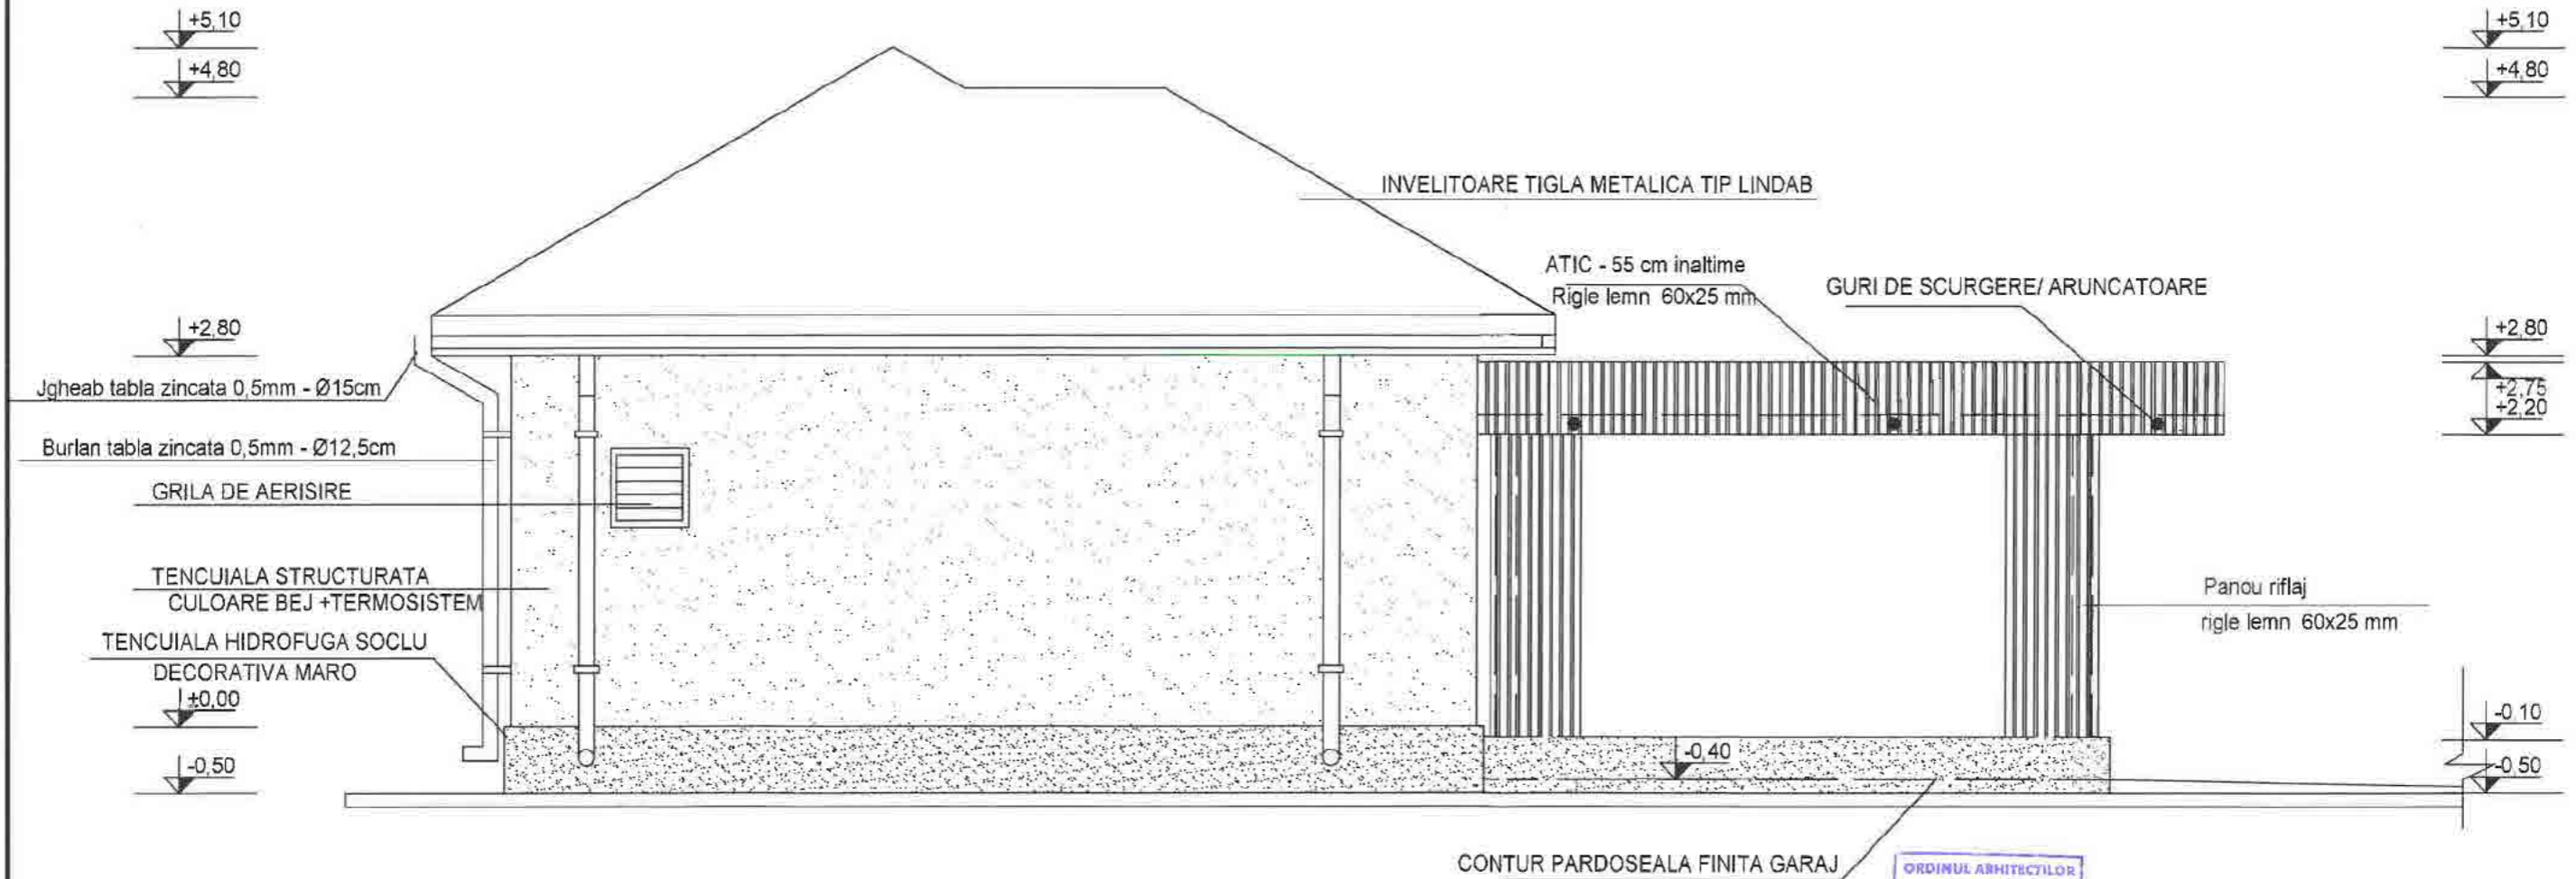 +5,10
+5,10
+4,80
+4,80
INVELITOARE TIGLA METALICA TIP LINDAB
ATIC - 55 cm inaltime
Rigle lemn 60x25 mm
GURI DE SCURGERE/ ARUNCATOARE
+2,80
+2,80
+2,75
+2,20
Jgheab tabla zincata 0,5mm - Ø15cm
Burlan tabla zincata 0,5mm - Ø12,5cm
GRILA DE AERISIRE
TENCUIALA STRUCTURATA
CULOARE BEJ +TERMOSISTEM
Panou riflaj
rigle lemn 60x25 mm
TENCUIALA HIDROFUGA SOCLU
DECORATIVA MARO
±0,00
-0,10
-0,40
-0,50
-0,50
CONTUR PARDOSEALA FINITA GARAJ
ORDINUL ARHITECTILOR